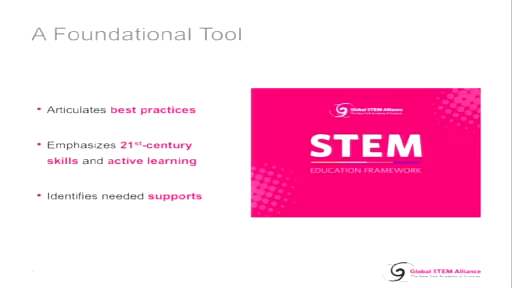 A Foundational Tool
• Articulates best practices
• Emphasizes 21st-century
skills and active learning
• Identifies needed supports
Global STEM Alliance
The New York Academy of Sciences
STEM
EDUCATION FRAMEWORK
Global STEM Alliance
The New York Academy of Sciences